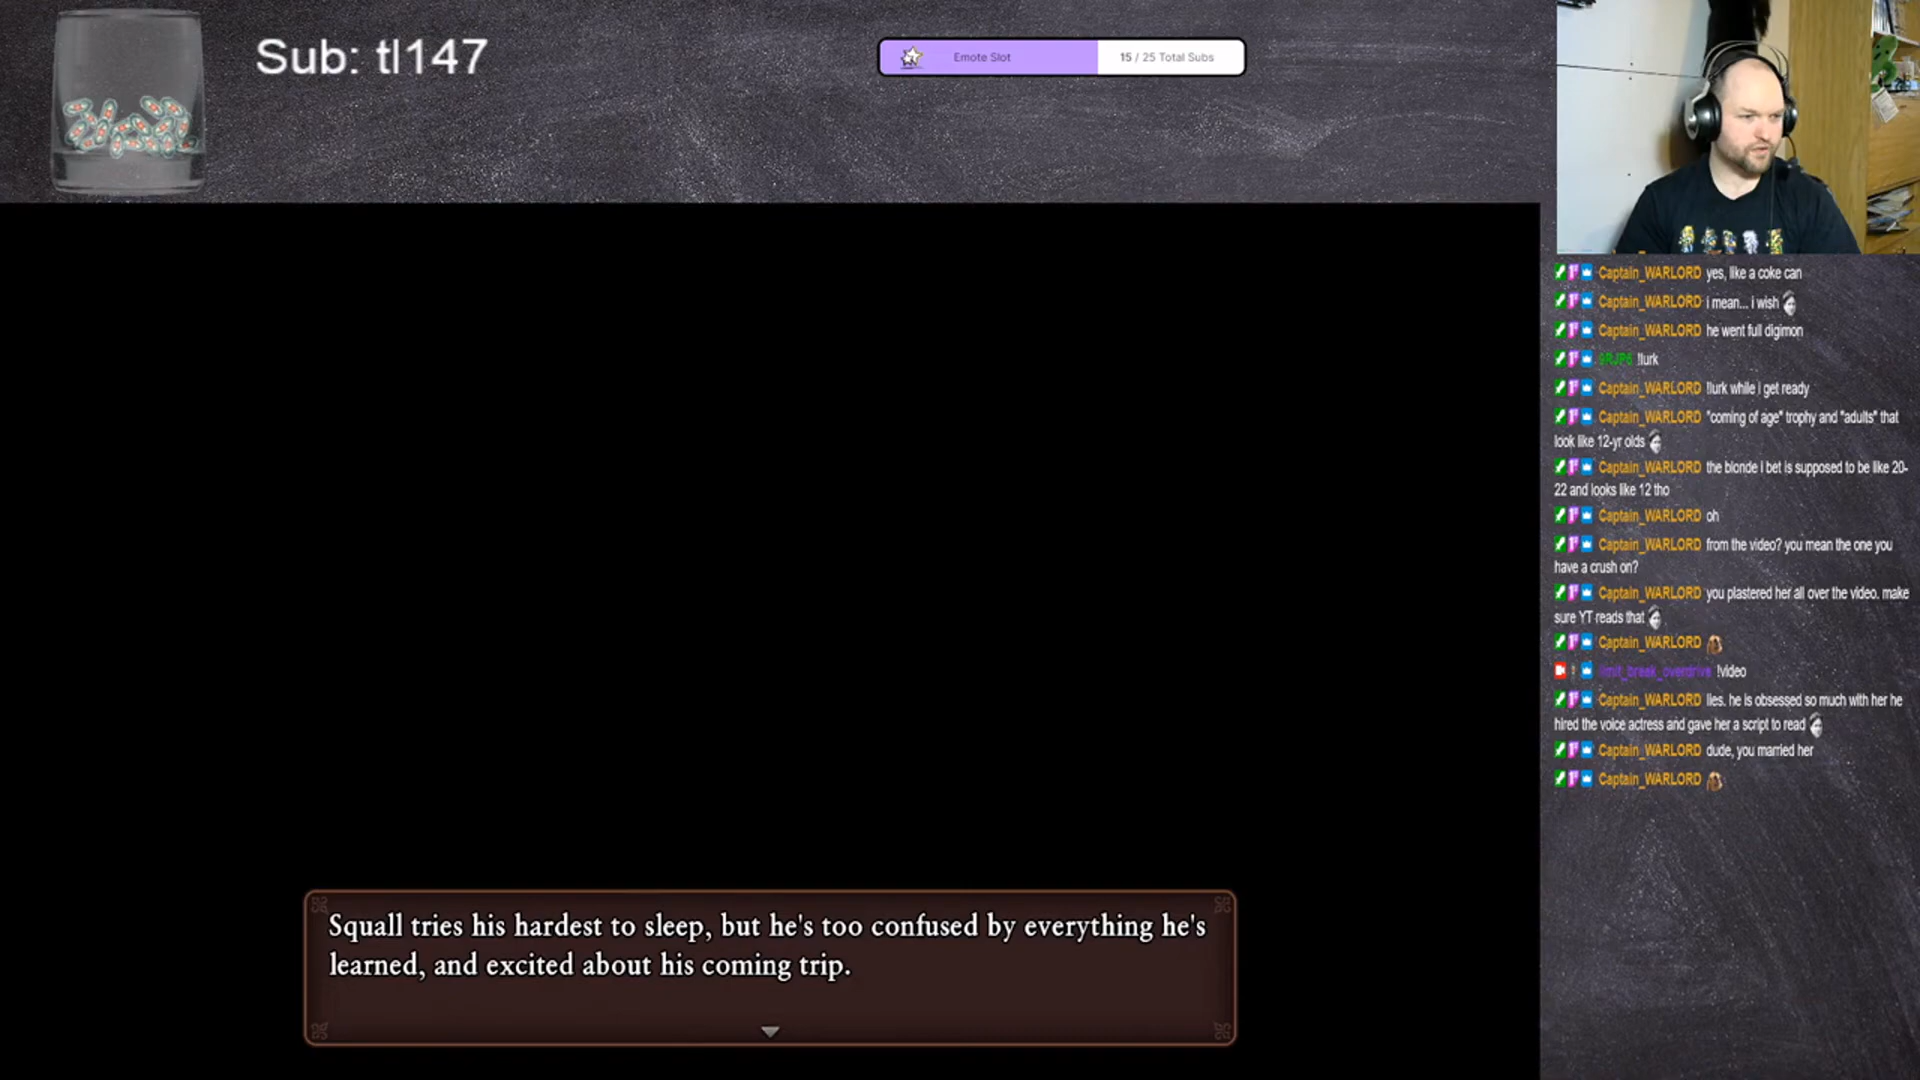 Sub: tl147
Emote Slot
15 / 25 Total Subs
Captain_WARLORD yes, like a coke can
Captain_WARLORD i mean... i wish
Captain_WARLORD he went full digimon
9RJP6 !lurk
Captain_WARLORD !lurk while i get ready
Captain_WARLORD "coming of age" trophy and "adults" that
look like 12-yr olds
Captain_WARLORD the blonde i bet is supposed to be like 20-
22 and looks like 12 tho
Captain_WARLORD oh
Captain_WARLORD from the video? you mean the one you
have a crush on?
Captain_WARLORD you plastered her all over the video. make
sure YT reads that
Captain_WARLORD
limit_break_overdrive !video
Captain_WARLORD lies. he is obsessed so much with her he
hired the voice actress and gave her a script to read
Captain_WARLORD dude, you married her
Captain_WARLORD
Squall tries his hardest to sleep, but he's too confused by everything he's
learned, and excited about his coming trip.